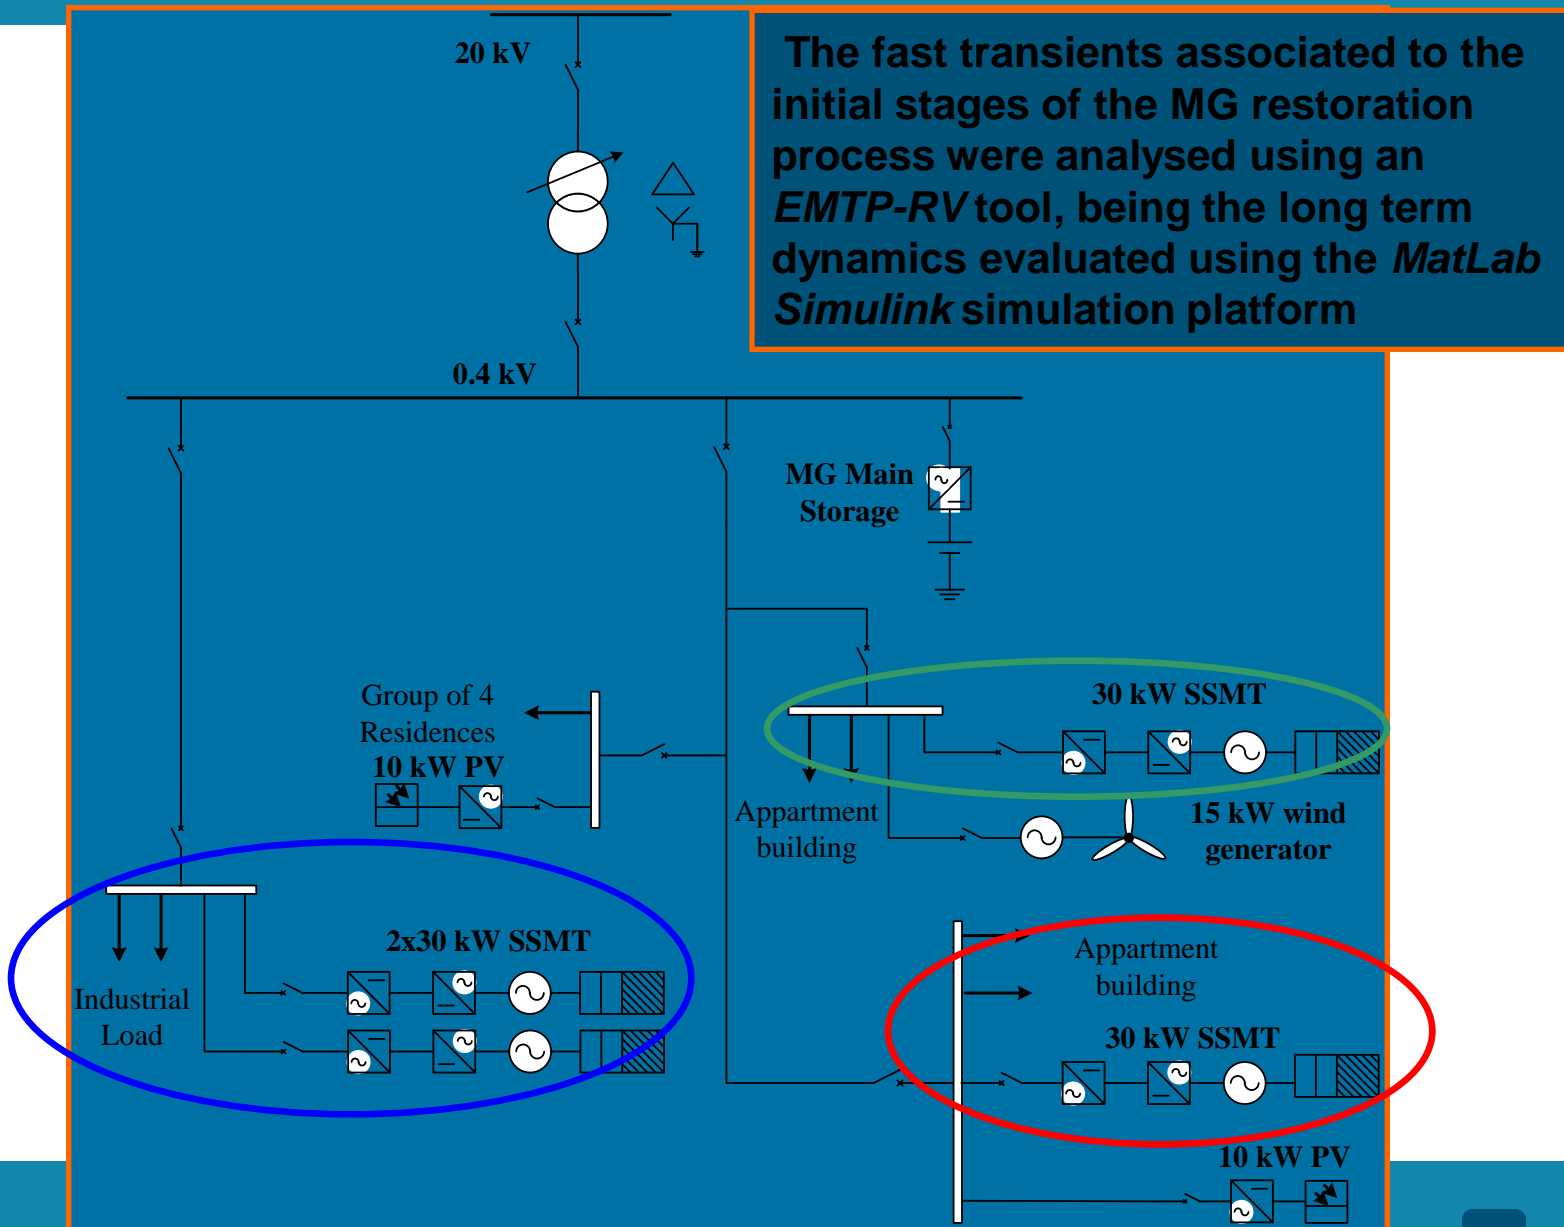 20 kV
The fast transients associated to the
initial stages of the MG restoration
process were analysed using an
EMTP-RV tool, being the long term
dynamics evaluated using the MatLab
Simulink simulation platform
0.4 kV
MG Main
Storage
Group of 4
Residences
10 kW PV
30 kW SSMT
Appartment
building
15 kW wind
generator
2x30 kW SSMT
Industrial
Load
Appartment
building
30 kW SSMT
10 kW PV